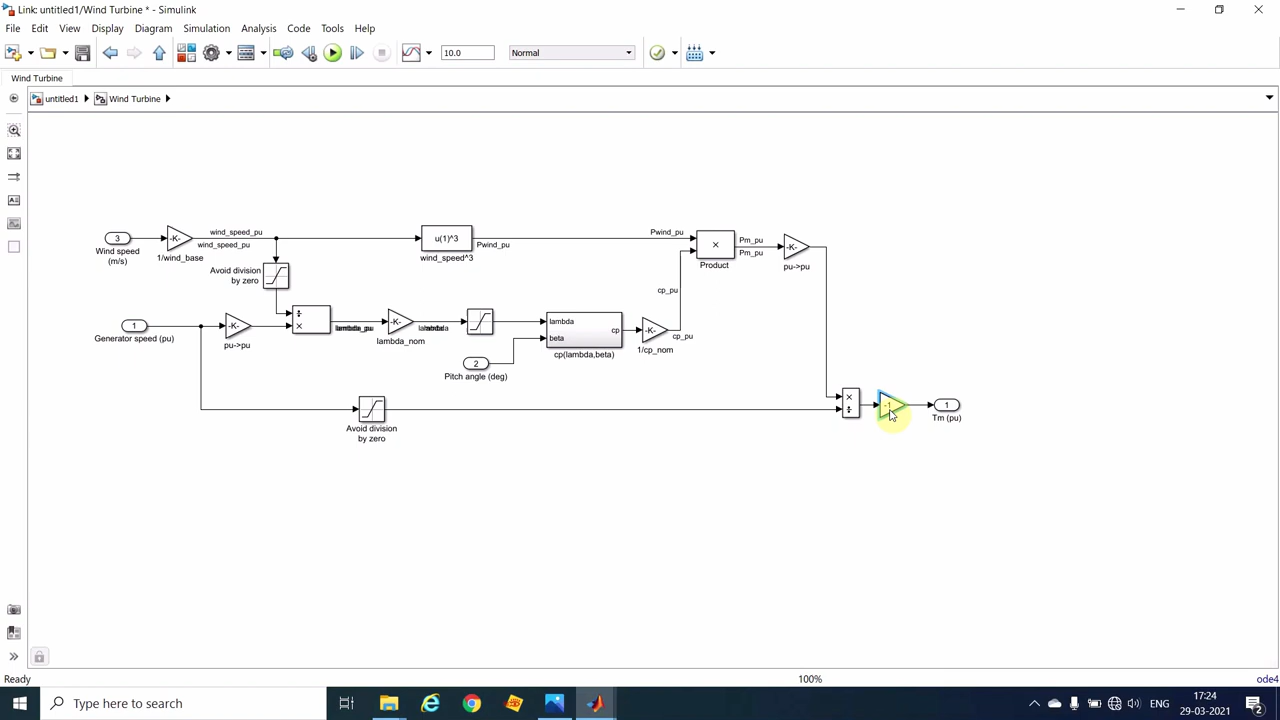 Link: untitled1/Wind Turbine * - Simulink
File Edit View Display Diagram Simulation Analysis Code Tools Help
10.0 Normal
Wind Turbine
untitled1 Wind Turbine
3
Wind speed
(m/s)
-K-
1/wind_base
wind_speed_pu
wind_speed_pu
Avoid division
by zero
u(1)^3
wind_speed^3
Pwind_pu
Pwind_pu
×
Product
Pm_pu
Pm_pu
-K-
pu->pu
cp_pu
1
Generator speed (pu)
-K-
pu->pu
÷
×
lambda_pu
-K-
lambda_nom
lambda
2
Pitch angle (deg)
lambda
beta
cp
cp(lambda,beta)
-K-
1/cp_nom
cp_pu
Avoid division
by zero
×
÷
-1
1
Tm (pu)
Ready 100% ode4
Type here to search
ENG
17:24
29-03-2021
2